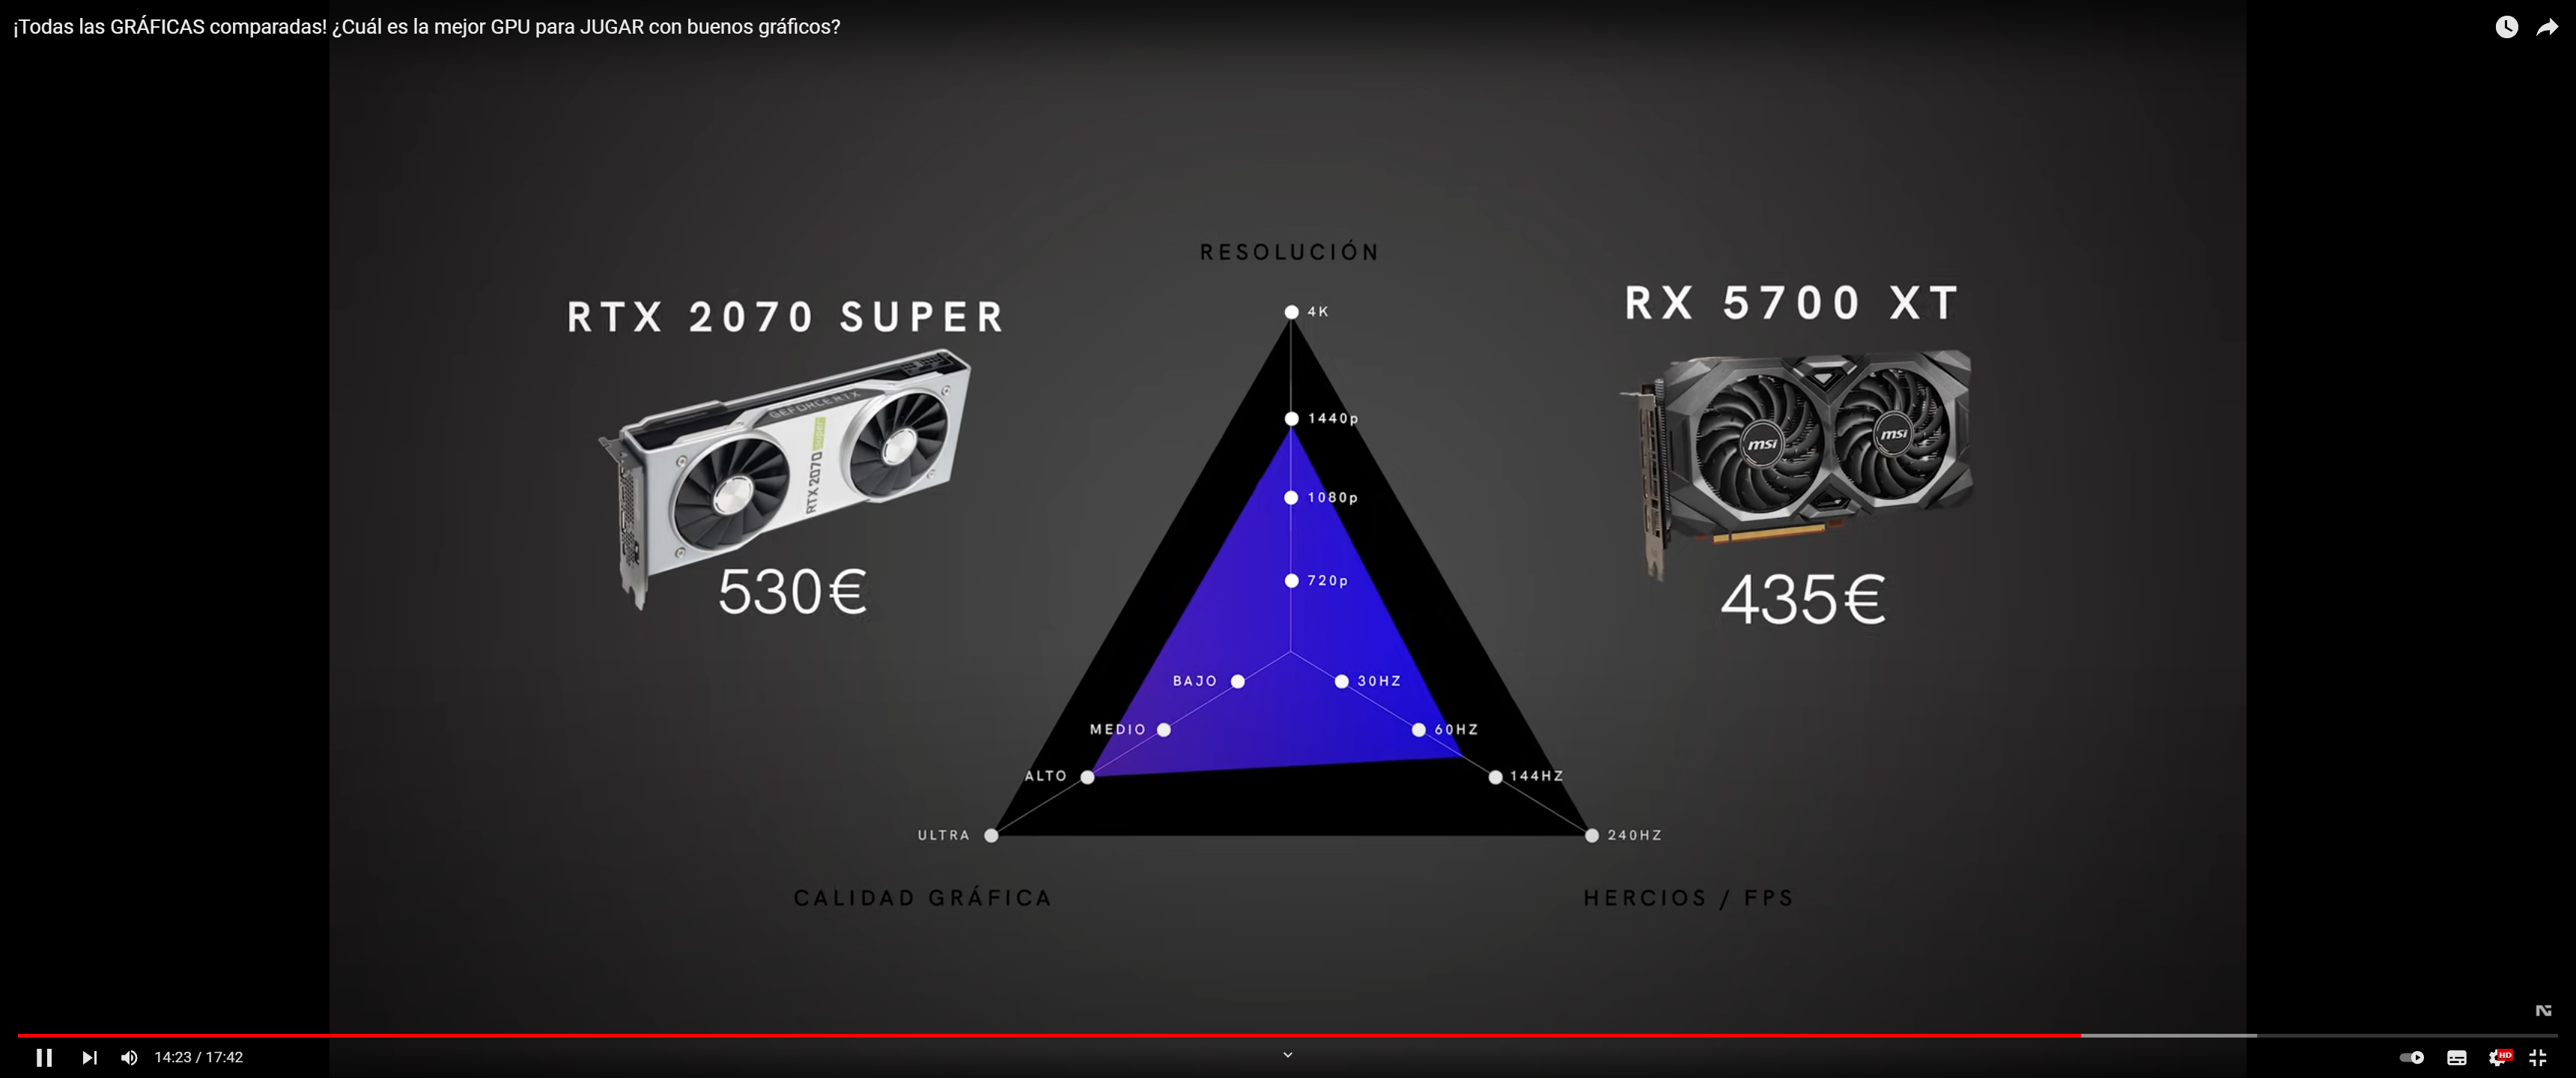 ¡Todas las GRÁFICAS comparadas! ¿Cuál es la mejor GPU para JUGAR con buenos gráficos?
RESOLUCIÓN
RTX 2070 SUPER
RX 5700 XT
4K
1440p
1080p
720p
GEFORCE RTX
RTX 2070 SUPER
msi
msi
530€
435€
BAJO
30HZ
MEDIO
60HZ
ALTO
144HZ
ULTRA
240HZ
CALIDAD GRÁFICA
HERCIOS / FPS
14:23 / 17:42
HD